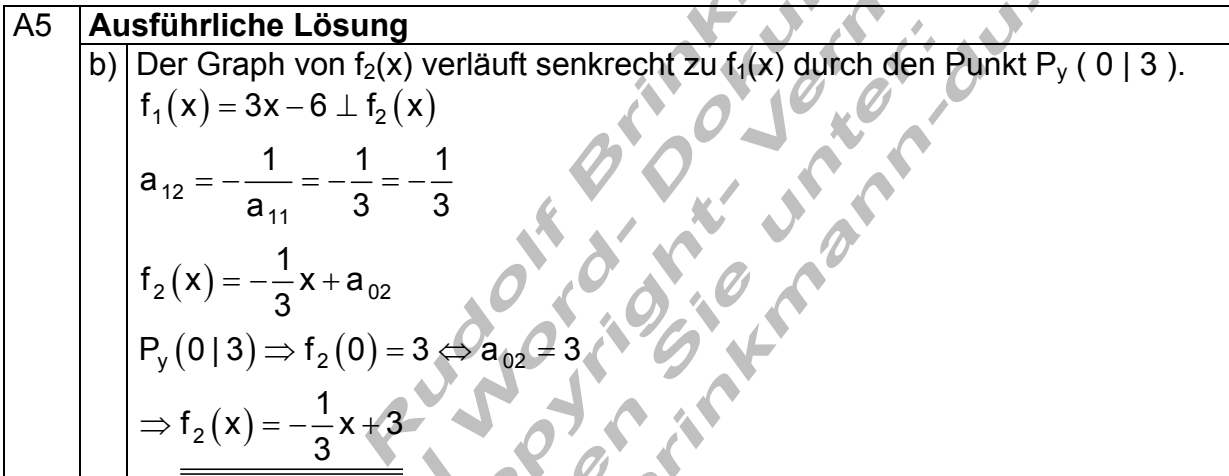 A5 Ausführliche Lösung
b) Der Graph von f₂(x) verläuft senkrecht zu f₁(x) durch den Punkt P_y ( 0 | 3 ).
f₁(x) = 3x − 6 ⊥ f₂(x)
a₁₂ = −1/a₁₁ = −1/3 = −1/3
f₂(x) = −1/3 x + a₀₂
P_y (0 | 3) ⇒ f₂(0) = 3 ⇔ a₀₂ = 3
⇒ f₂(x) = −1/3 x + 3